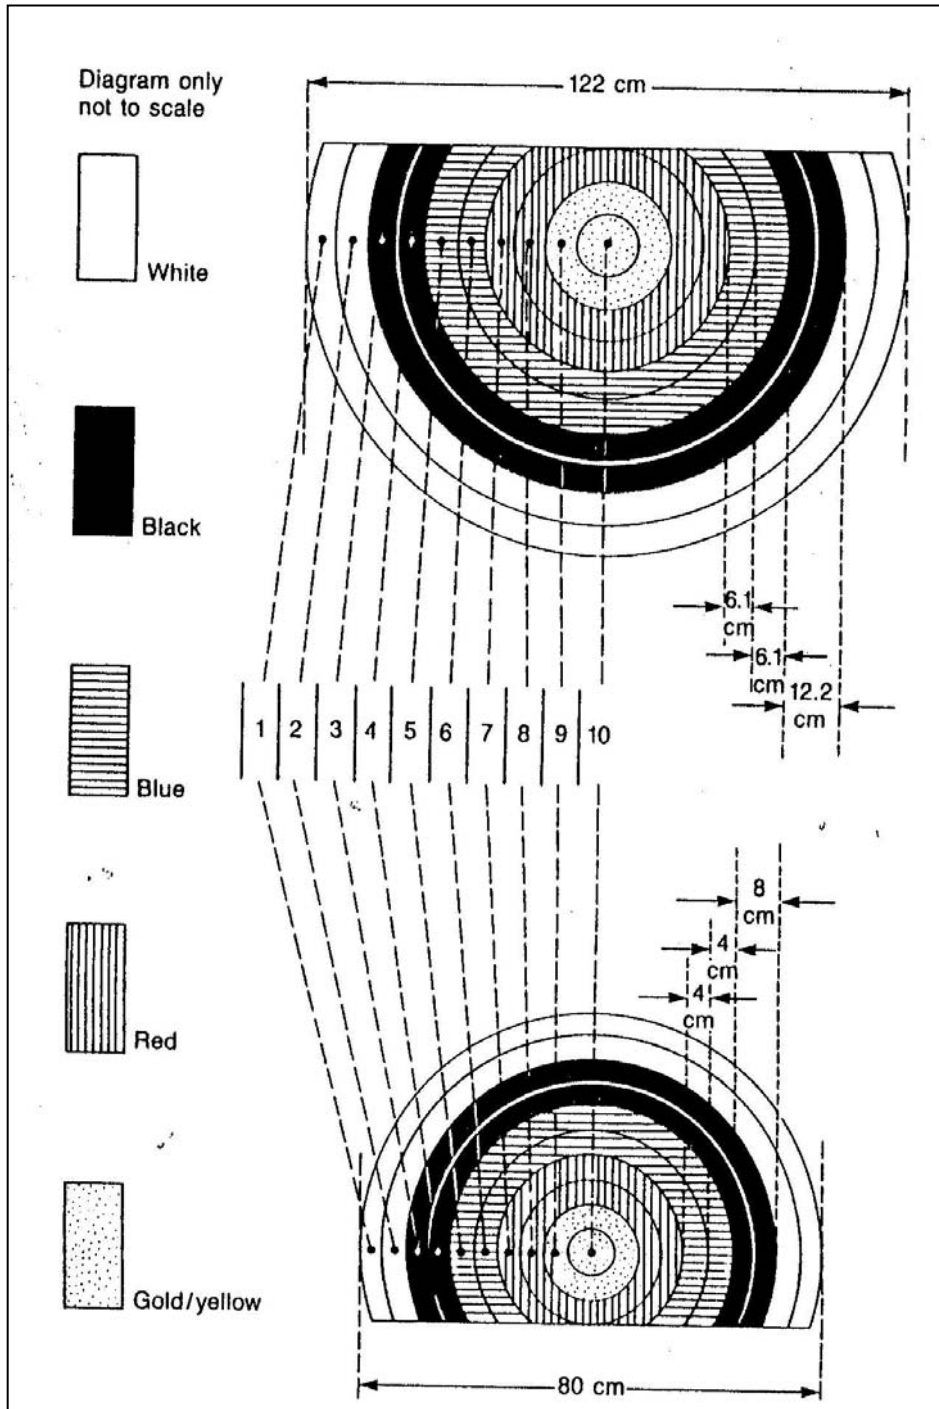 Diagram only
not to scale
122 cm
White
Black
6.1
cm
6.1
cm
12.2
cm
1 2 3 4 5 6 7 8 9 10
Blue
8
cm
4
cm
4
cm
Red
Gold/yellow
80 cm